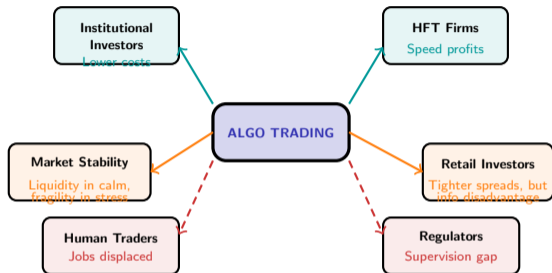 Institutional
Investors
Lower costs
HFT Firms
Speed profits
ALGO TRADING
Market Stability
Liquidity in calm,
fragility in stress
Retail Investors
Tighter spreads, but
info disadvantage
Human Traders
Jobs displaced
Regulators
Supervision gap